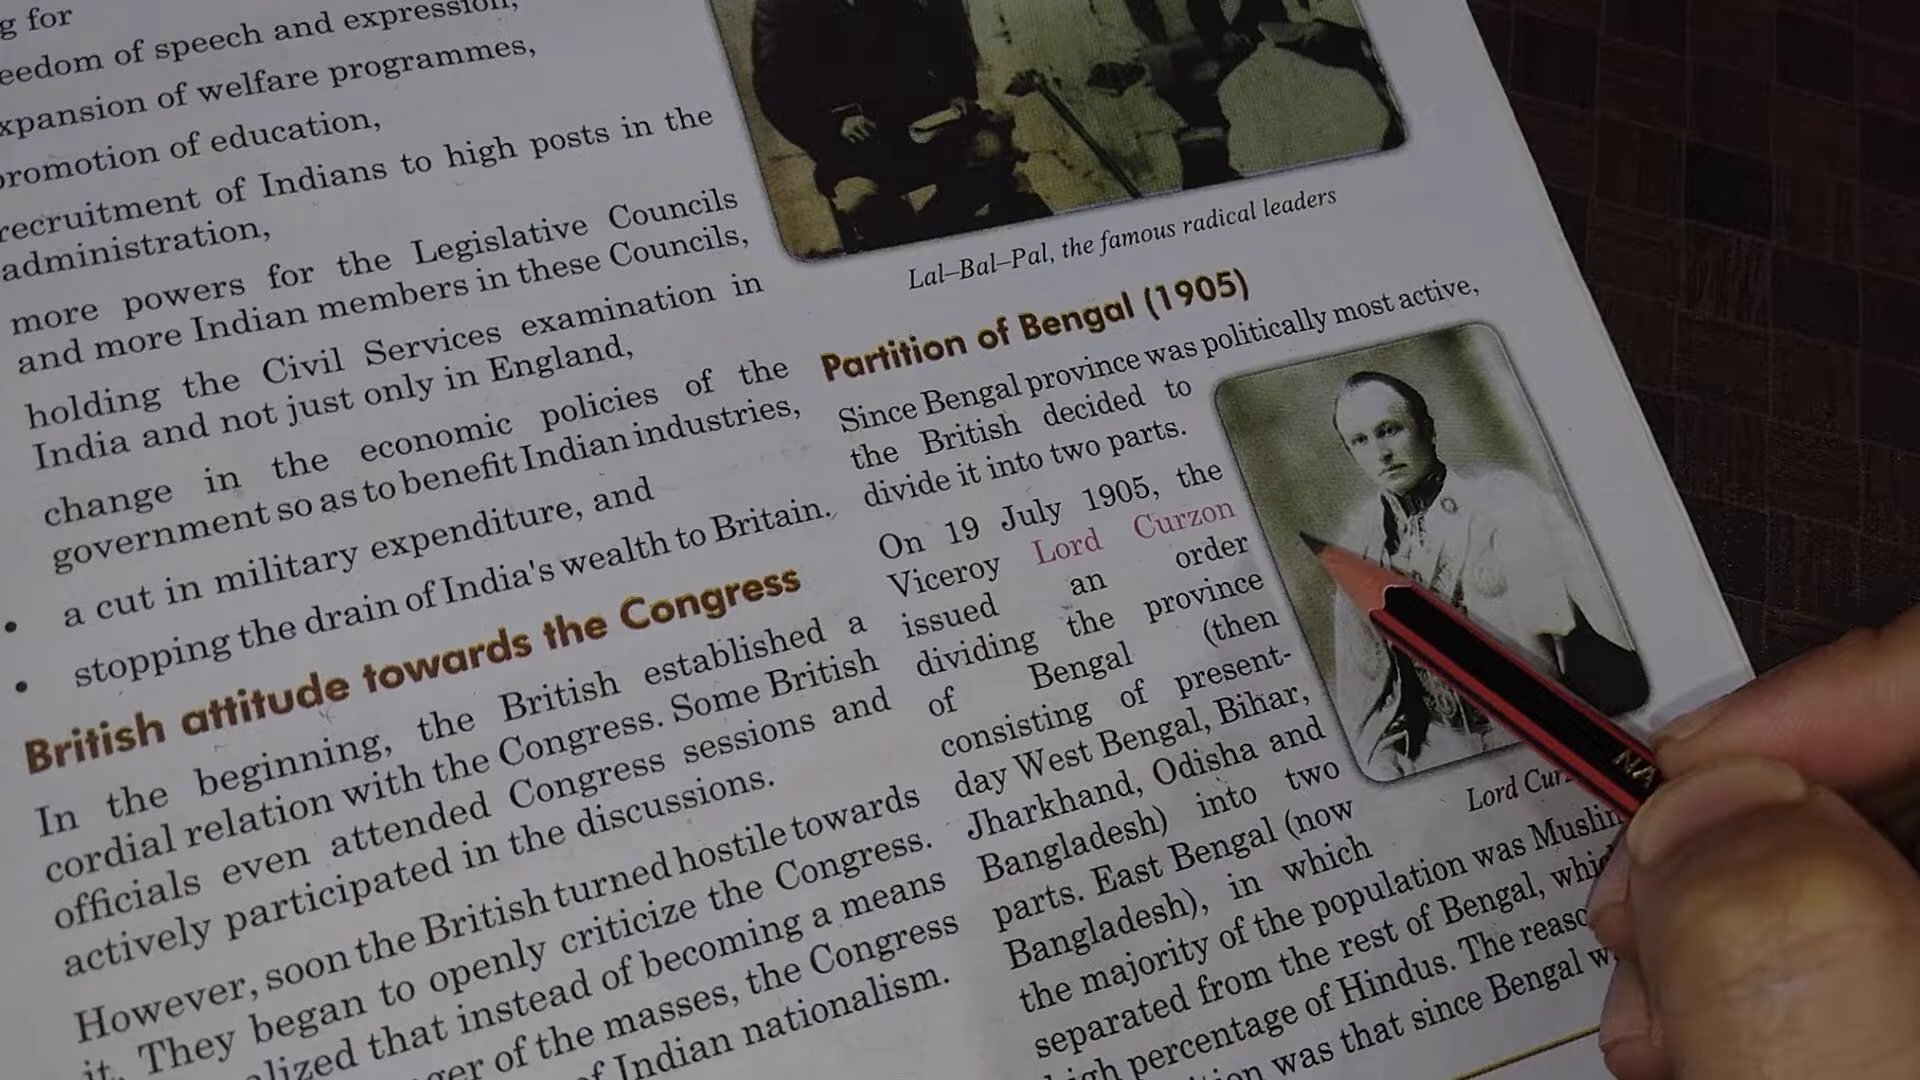 for
freedom of speech and expression,
expansion of welfare programmes,
promotion of education,
recruitment of Indians to high posts in the
administration,
more powers for the Legislative Councils
and more Indian members in these Councils,
holding the Civil Services examination in
India and not just only in England,
change in the economic policies of the
government so as to benefit Indian industries,
• a cut in military expenditure, and
• stopping the drain of India's wealth to Britain.
British attitude towards the Congress
In the beginning, the British established a
cordial relation with the Congress. Some British
officials even attended Congress sessions and
actively participated in the discussions.
However, soon the British turned hostile towards
it. They began to openly criticize the Congress.
that instead of becoming a means
of the masses, the Congress
of Indian nationalism.
Lal–Bal–Pal, the famous radical leaders
Partition of Bengal (1905)
Since Bengal province was politically most active,
the British decided to
divide it into two parts.
On 19 July 1905, the
Viceroy Lord Curzon
issued an order
dividing the province
of Bengal (then
consisting of present-
day West Bengal, Bihar,
Jharkhand, Odisha and
Bangladesh) into two
parts. East Bengal (now
Bangladesh), in which
Lord
the majority of the population was Muslim
separated from the rest of Bengal,
high percentage of Hindus. The
was that since Bengal
NA